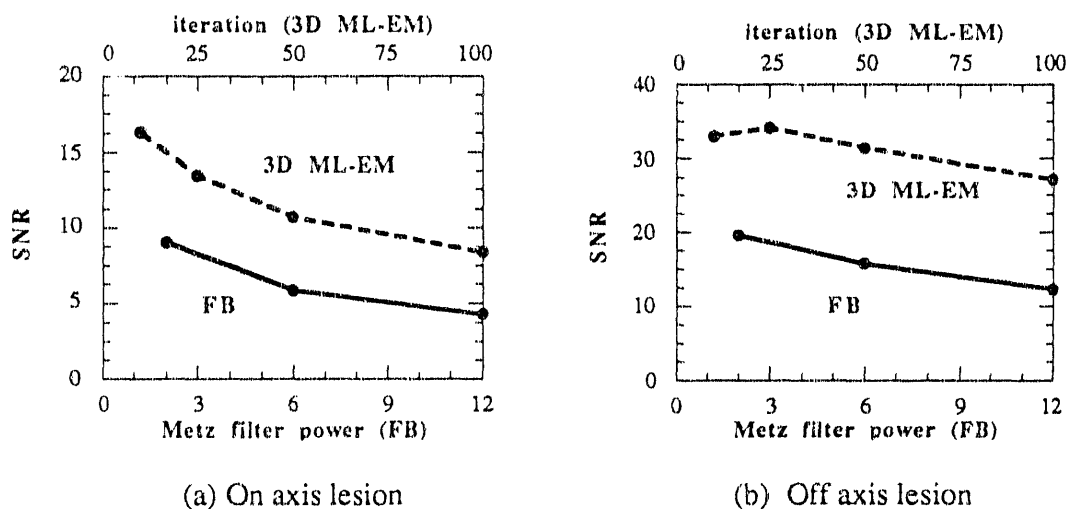 iteration (3D ML-EM)
0 25 50 75 100
20
15
10
5
0
SNR
3D ML-EM
FB
0 3 6 9 12
Metz filter power (FB)
(a) On axis lesion
iteration (3D ML-EM)
0 25 50 75 100
40
30
20
10
0
SNR
3D ML-EM
FB
0 3 6 9 12
Metz filter power (FB)
(b) Off axis lesion